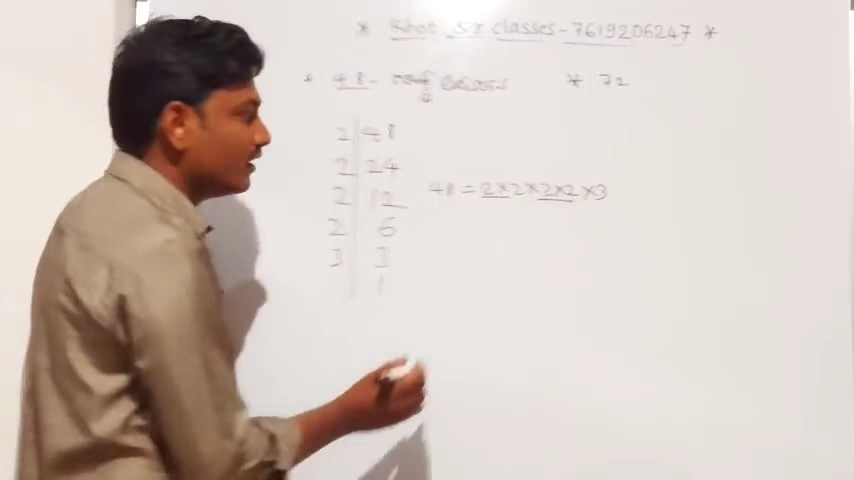 * Khot Sir classes-7619206247 *
* 48 -
* 72
2 48
2 24
2 12
2 6
3 3
1
48 = 2×2×2×2×3